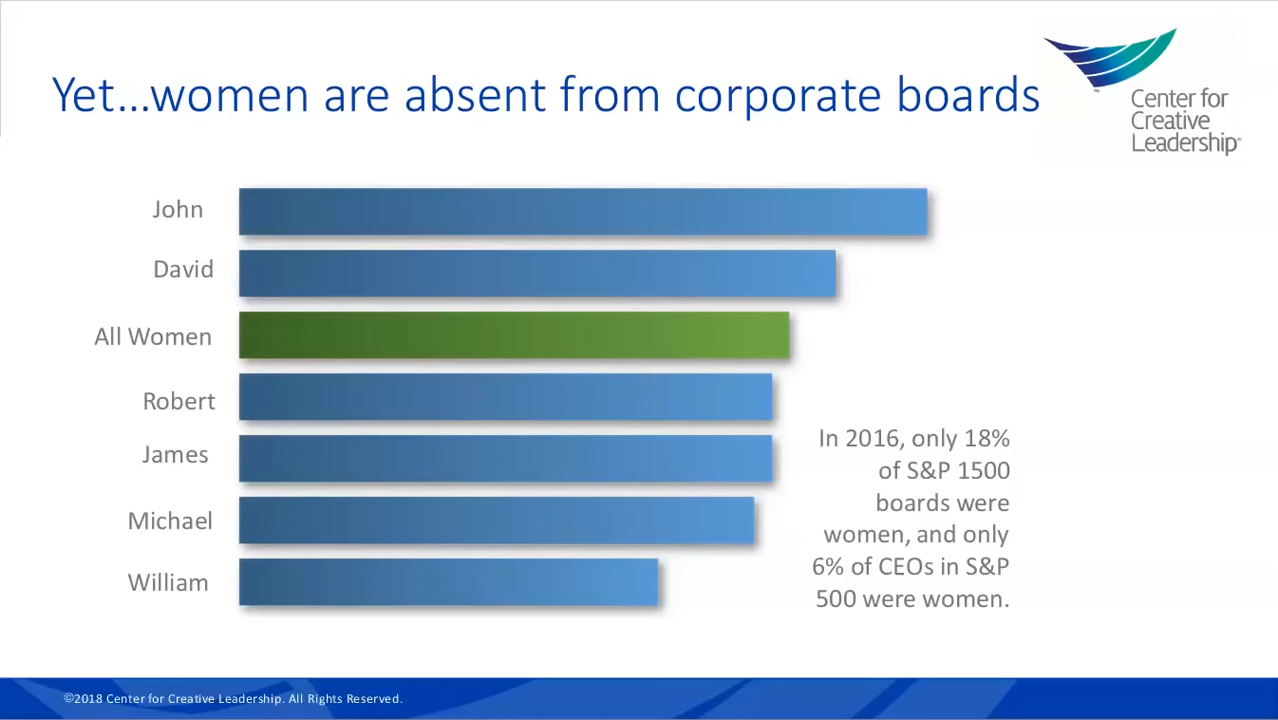 Yet...women are absent from corporate boards
™
Center for
Creative
Leadership®
John
David
All Women
Robert
James
Michael
William
In 2016, only 18%
of S&P 1500
boards were
women, and only
6% of CEOs in S&P
500 were women.
©2018 Center for Creative Leadership. All Rights Reserved.